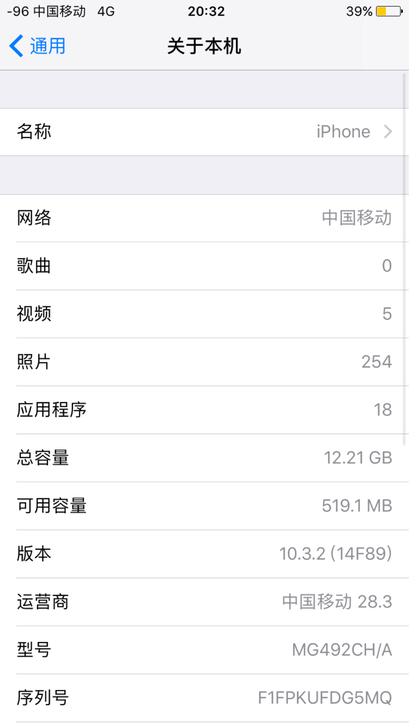 -96 中国移动 4G 20:32 39%
通用 关于本机
名称 iPhone
网络 中国移动
歌曲 0
视频 5
照片 254
应用程序 18
总容量 12.21 GB
可用容量 519.1 MB
版本 10.3.2 (14F89)
运营商 中国移动 28.3
型号 MG492CH/A
序列号 F1FPKUFDG5MQ